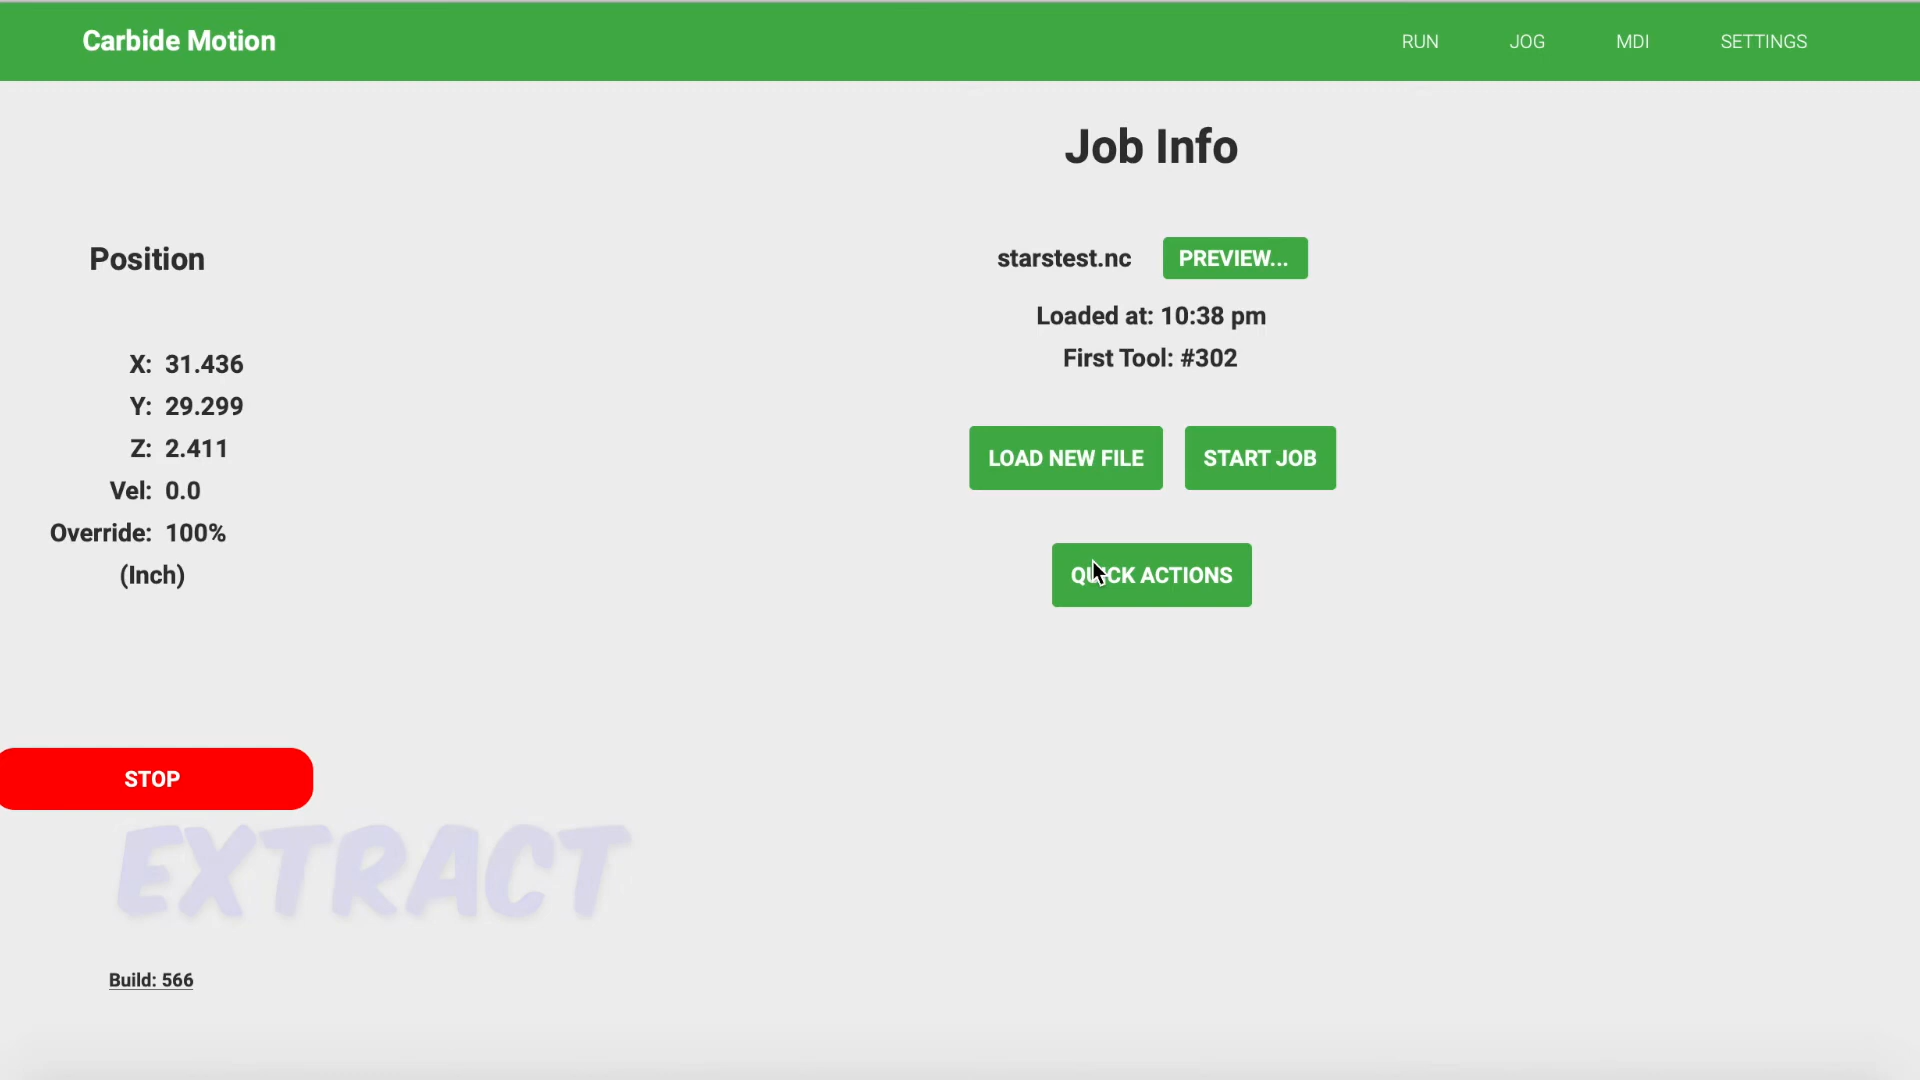 Carbide Motion
RUN
JOG
MDI
SETTINGS
Job Info
Position
starstest.nc
PREVIEW...
Loaded at: 10:38 pm
First Tool: #302
X: 31.436
Y: 29.299
Z: 2.411
Vel: 0.0
Override: 100%
(Inch)
LOAD NEW FILE
START JOB
QUICK ACTIONS
STOP
EXTRACT
Build: 566